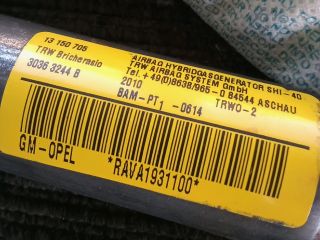 13 150 705
TRW Bricherasio
3036 3244 B
AIRBAG HYBRIDGASGENERATOR SHI-40
TRW AIRBAG SYSTEM GmbH
Tel.+49(0)8638/965-0 84544 ASCHAU
2010
BAM-PT1 -0614 TRWO-2
GM-OPEL
*RAVA1931100*